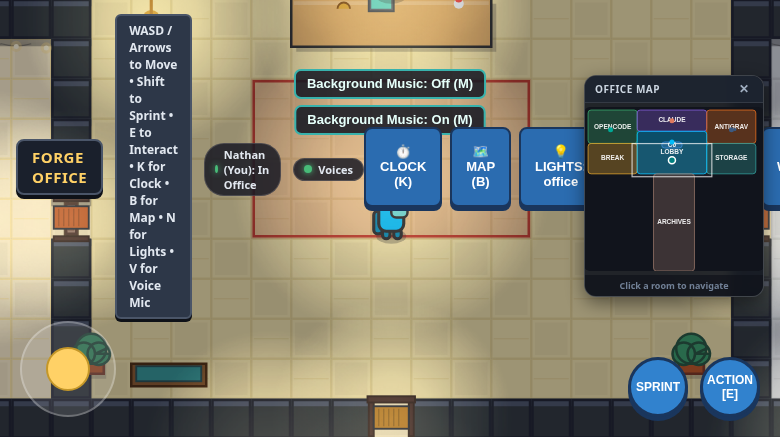 WASD /
Arrows
to Move
• Shift
to
Sprint •
E to
Interact
• K for
Clock •
B for
Map • N
for
Lights •
V for
Voice
Mic
FORGE
OFFICE
Background Music: Off (M)
Background Music: On (M)
Nathan
(You): In
Office
Voices
CLOCK
(K)
MAP
(B)
LIGHTS
office
OFFICE MAP
✕
OPENCODE
CLAUDE
ANTIGRAV
BREAK
LOBBY
STORAGE
ARCHIVES
Click a room to navigate
SPRINT
ACTION
[E]